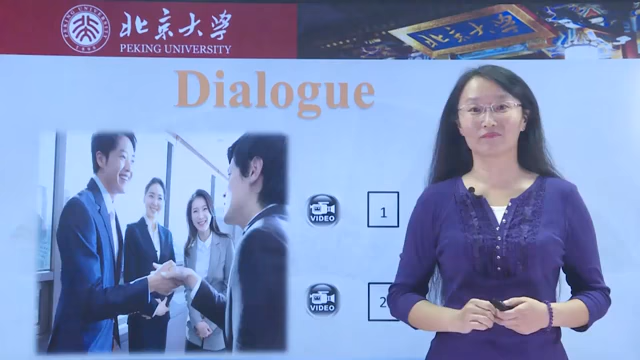 北京大学
PEKING UNIVERSITY
北京大学
Dialogue
VIDEO
1
VIDEO
2